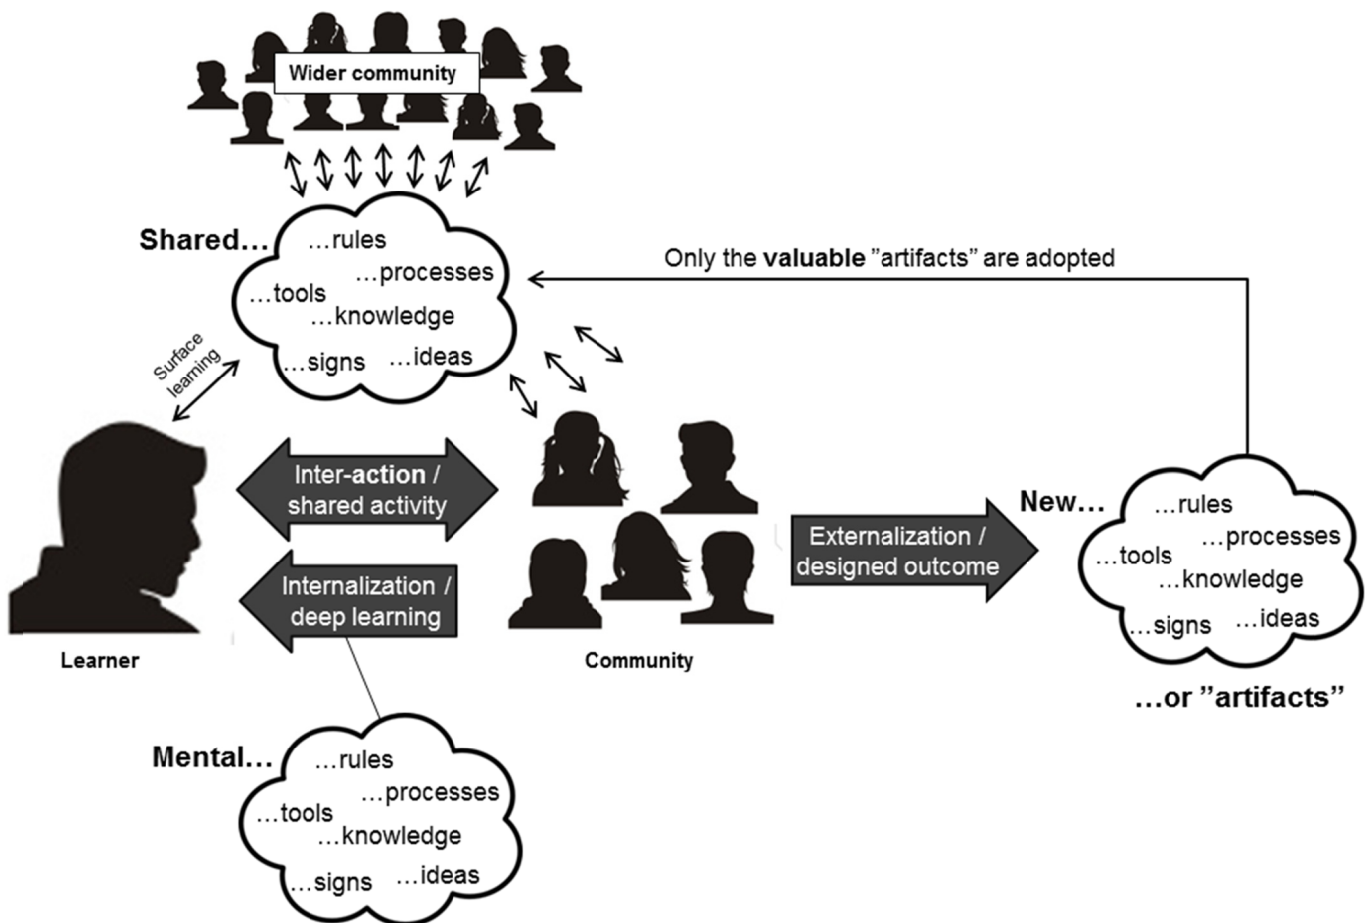 Wider community
Shared…
…rules
…processes
…tools
…knowledge
…signs
…ideas
Only the valuable ”artifacts” are adopted
Surface
learning
Inter-action /
shared activity
Internalization /
deep learning
Learner
Community
Externalization /
designed outcome
New…
…rules
…processes
…tools
…knowledge
…signs
…ideas
…or ”artifacts”
Mental…
…rules
…processes
…tools
…knowledge
…signs
…ideas